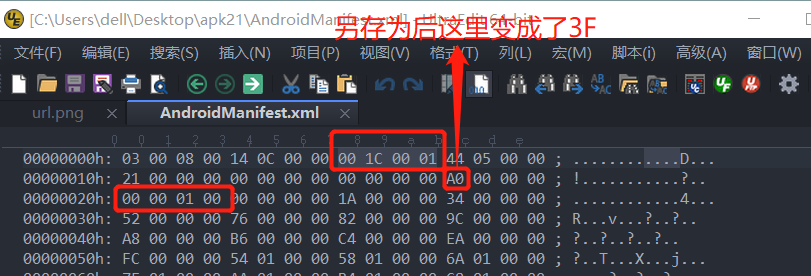 [C:\Users\dell\Desktop\apk21\AndroidManifest.xml] - UltraEdit 64-bit
另存为后这里变成了3F
文件(F) 编辑(E) 搜索(S) 插入(N) 项目(P) 视图(V) 格式(T) 列(L) 宏(M) 脚本(i) 高级(A) 窗口(W)
url.png AndroidManifest.xml
0 1 2 3 4 5 6 7 8 9 a b c d e
00000000h: 03 00 08 00 14 0C 00 00 00 1C 00 01 44 05 00 00 ; ............D...
00000010h: 21 00 00 00 00 00 00 00 00 00 00 00 A0 00 00 00 ; !...........?..
00000020h: 00 00 01 00 00 00 00 00 1A 00 00 00 34 00 00 00 ; ............4...
00000030h: 52 00 00 00 76 00 00 00 82 00 00 00 9C 00 00 00 ; R...v...?..?..
00000040h: A8 00 00 00 B6 00 00 00 C4 00 00 00 EA 00 00 00 ; ?..?..?..?..
00000050h: FC 00 00 00 54 01 00 00 58 01 00 00 6A 01 00 00 ; ?..T...X...j...